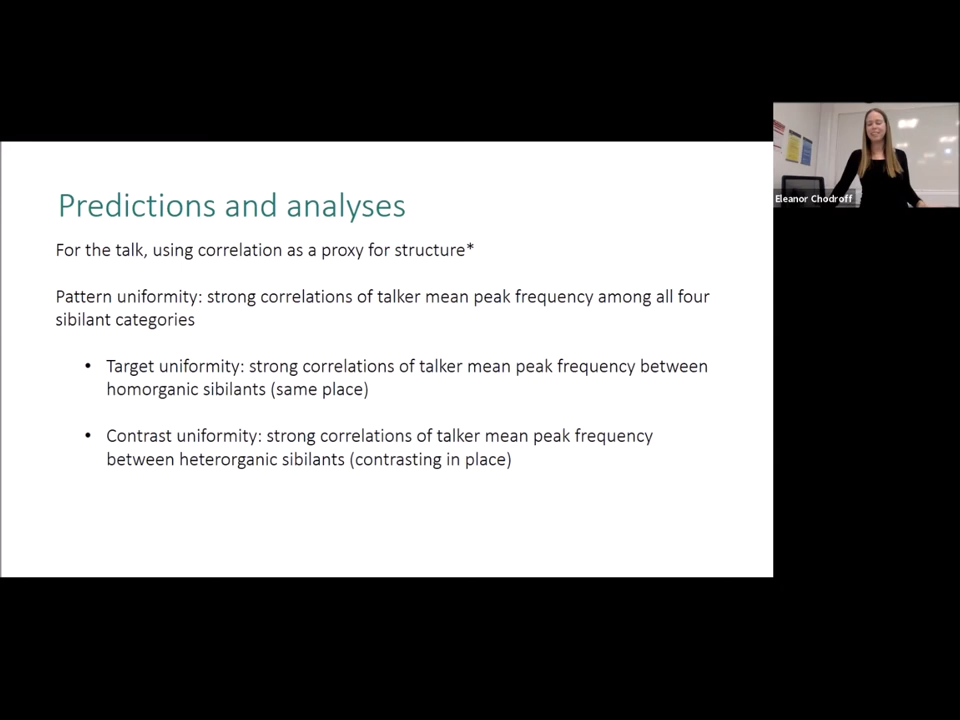 Predictions and analyses
For the talk, using correlation as a proxy for structure*
Pattern uniformity: strong correlations of talker mean peak frequency among all four
sibilant categories
• Target uniformity: strong correlations of talker mean peak frequency between
homorganic sibilants (same place)
• Contrast uniformity: strong correlations of talker mean peak frequency
between heterorganic sibilants (contrasting in place)
Eleanor Chodroff